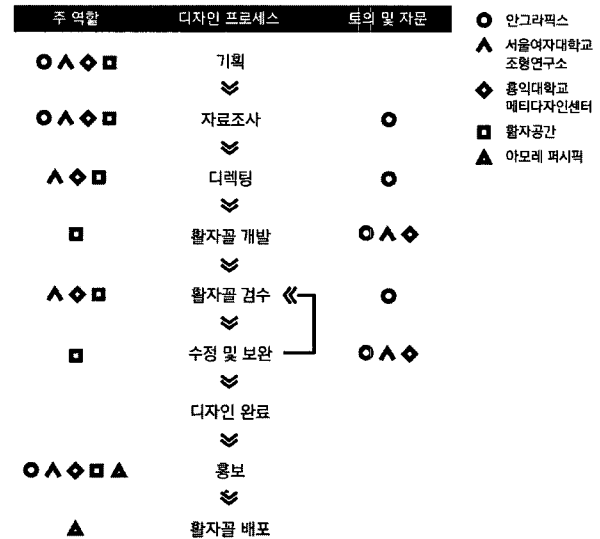 주 역할 디자인 프로세스 토의 및 자문
기획
자료조사
디렉팅
활자꼴 개발
활자꼴 검수
수정 및 보완
디자인 완료
홍보
활자꼴 배포
안그라픽스
서울여자대학교
조형연구소
홍익대학교
메타디자인센터
활자공간
아모레 퍼시픽